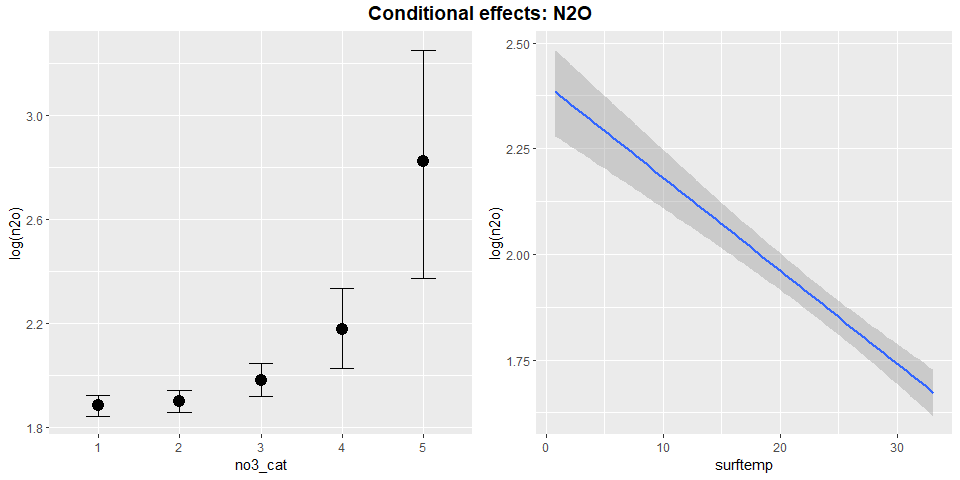 Conditional effects: N2O
log(n2o)
3.0
2.6
2.2
1.8
1 2 3 4 5
no3_cat
log(n2o)
2.50
2.25
2.00
1.75
0 10 20 30
surftemp